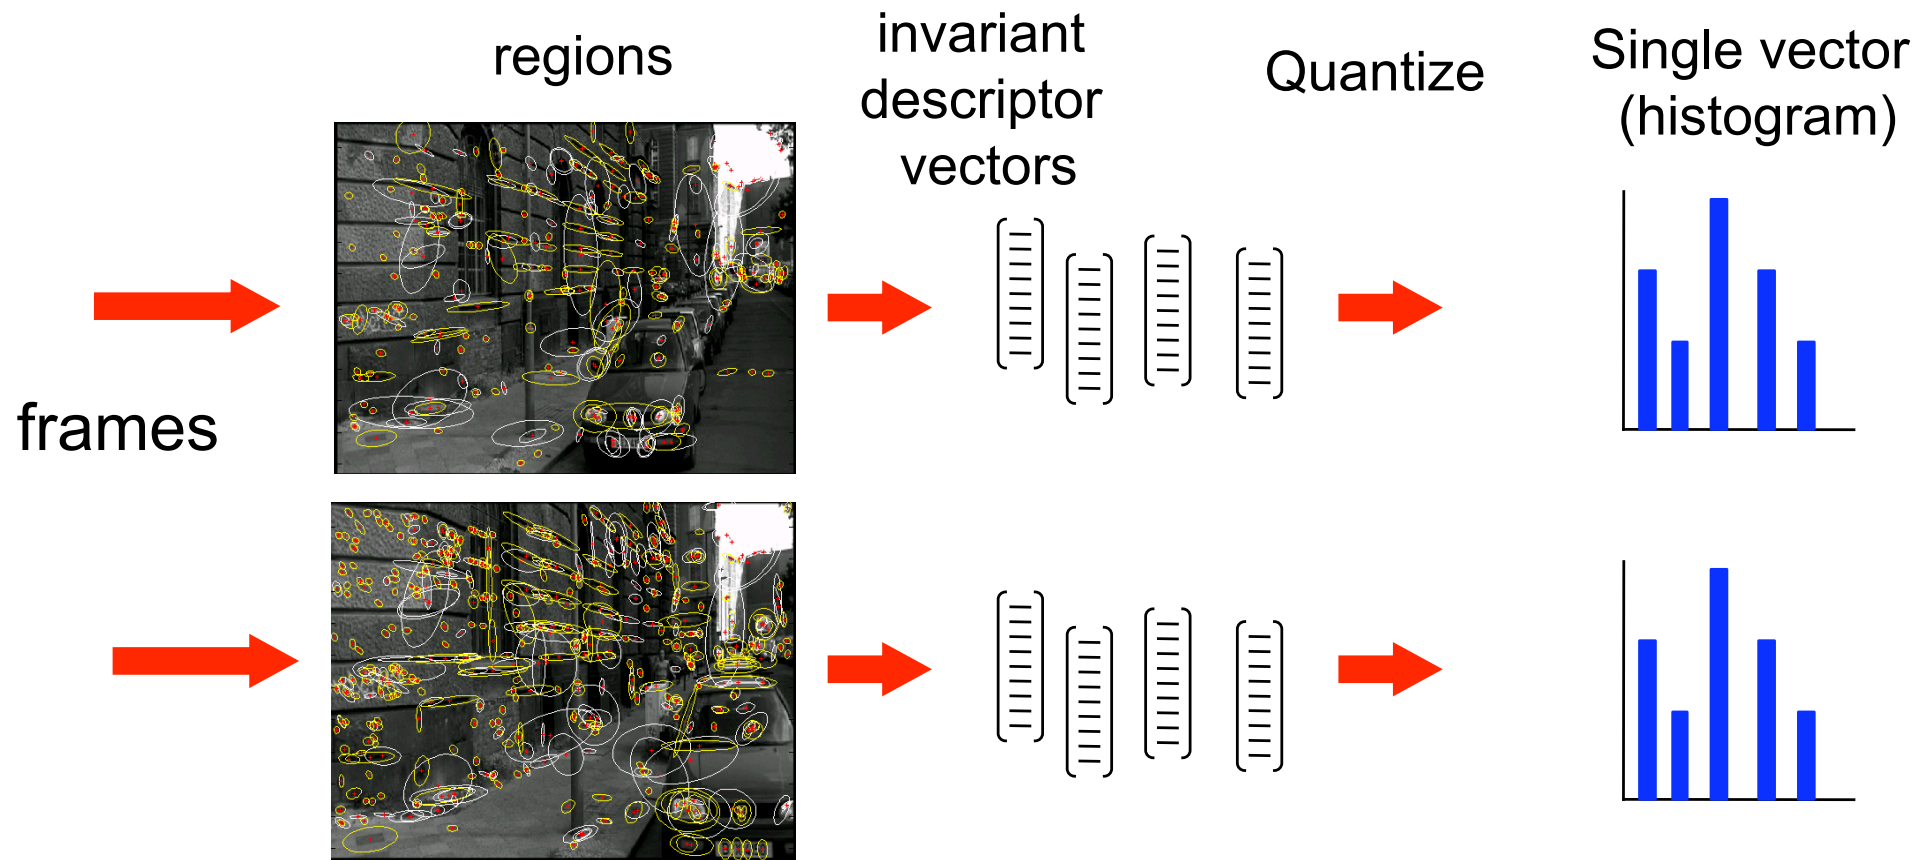 regions
invariant
descriptor
vectors
Quantize
Single vector
(histogram)
frames